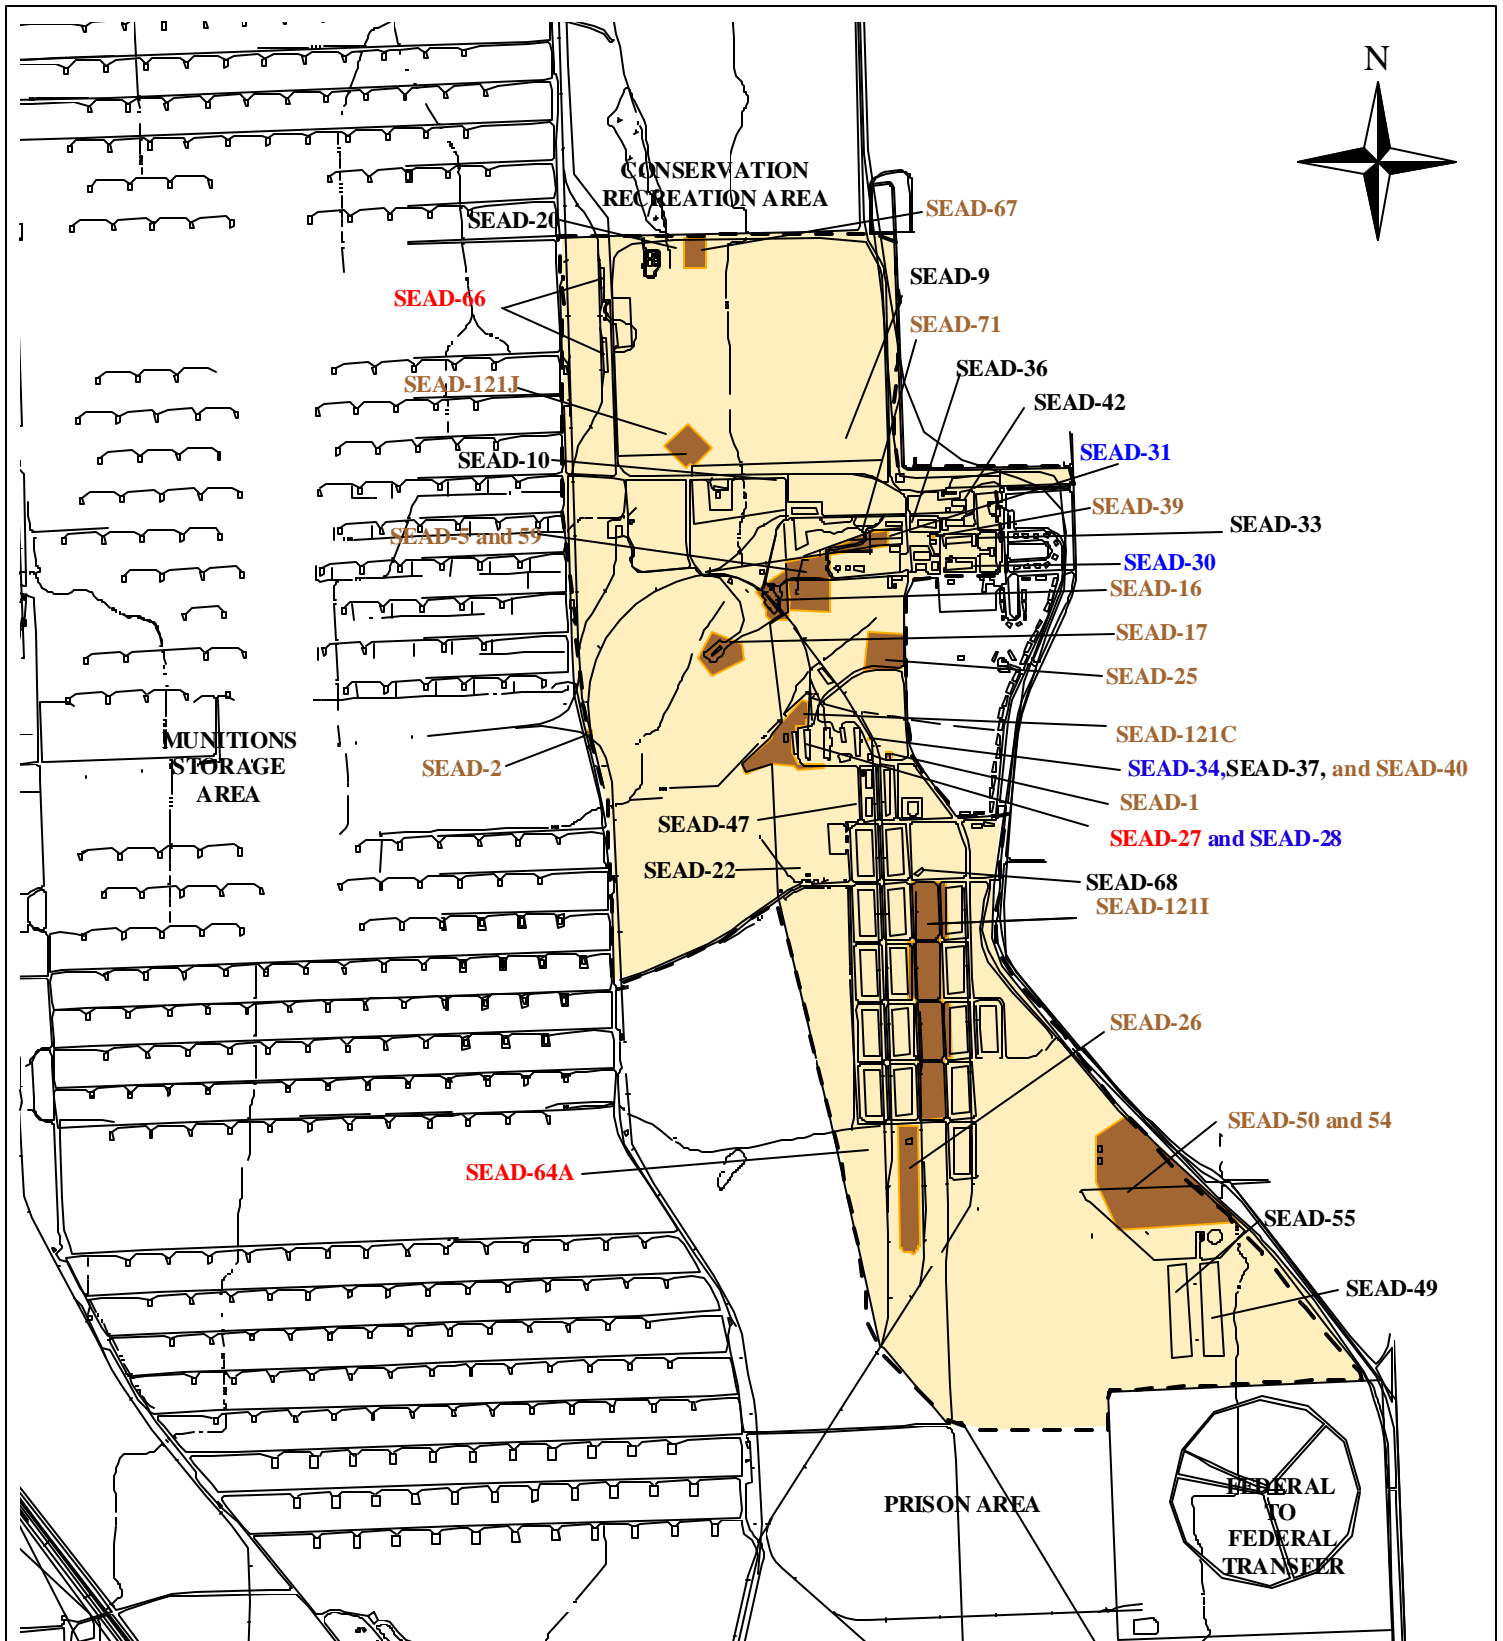 N
CONSERVATION
RECREATION AREA
SEAD-67
SEAD-20
SEAD-9
SEAD-66
SEAD-71
SEAD-36
SEAD-121J
SEAD-42
SEAD-31
SEAD-10
SEAD-39
SEAD-33
SEAD-5 and 59
SEAD-30
SEAD-16
SEAD-17
SEAD-25
SEAD-121C
MUNITIONS
STORAGE
AREA
SEAD-2
SEAD-34,SEAD-37, and SEAD-40
SEAD-1
SEAD-47
SEAD-27 and SEAD-28
SEAD-22
SEAD-68
SEAD-121I
SEAD-26
SEAD-50 and 54
SEAD-64A
SEAD-55
SEAD-49
PRISON AREA
FEDERAL
TO
FEDERAL
TRANSFER